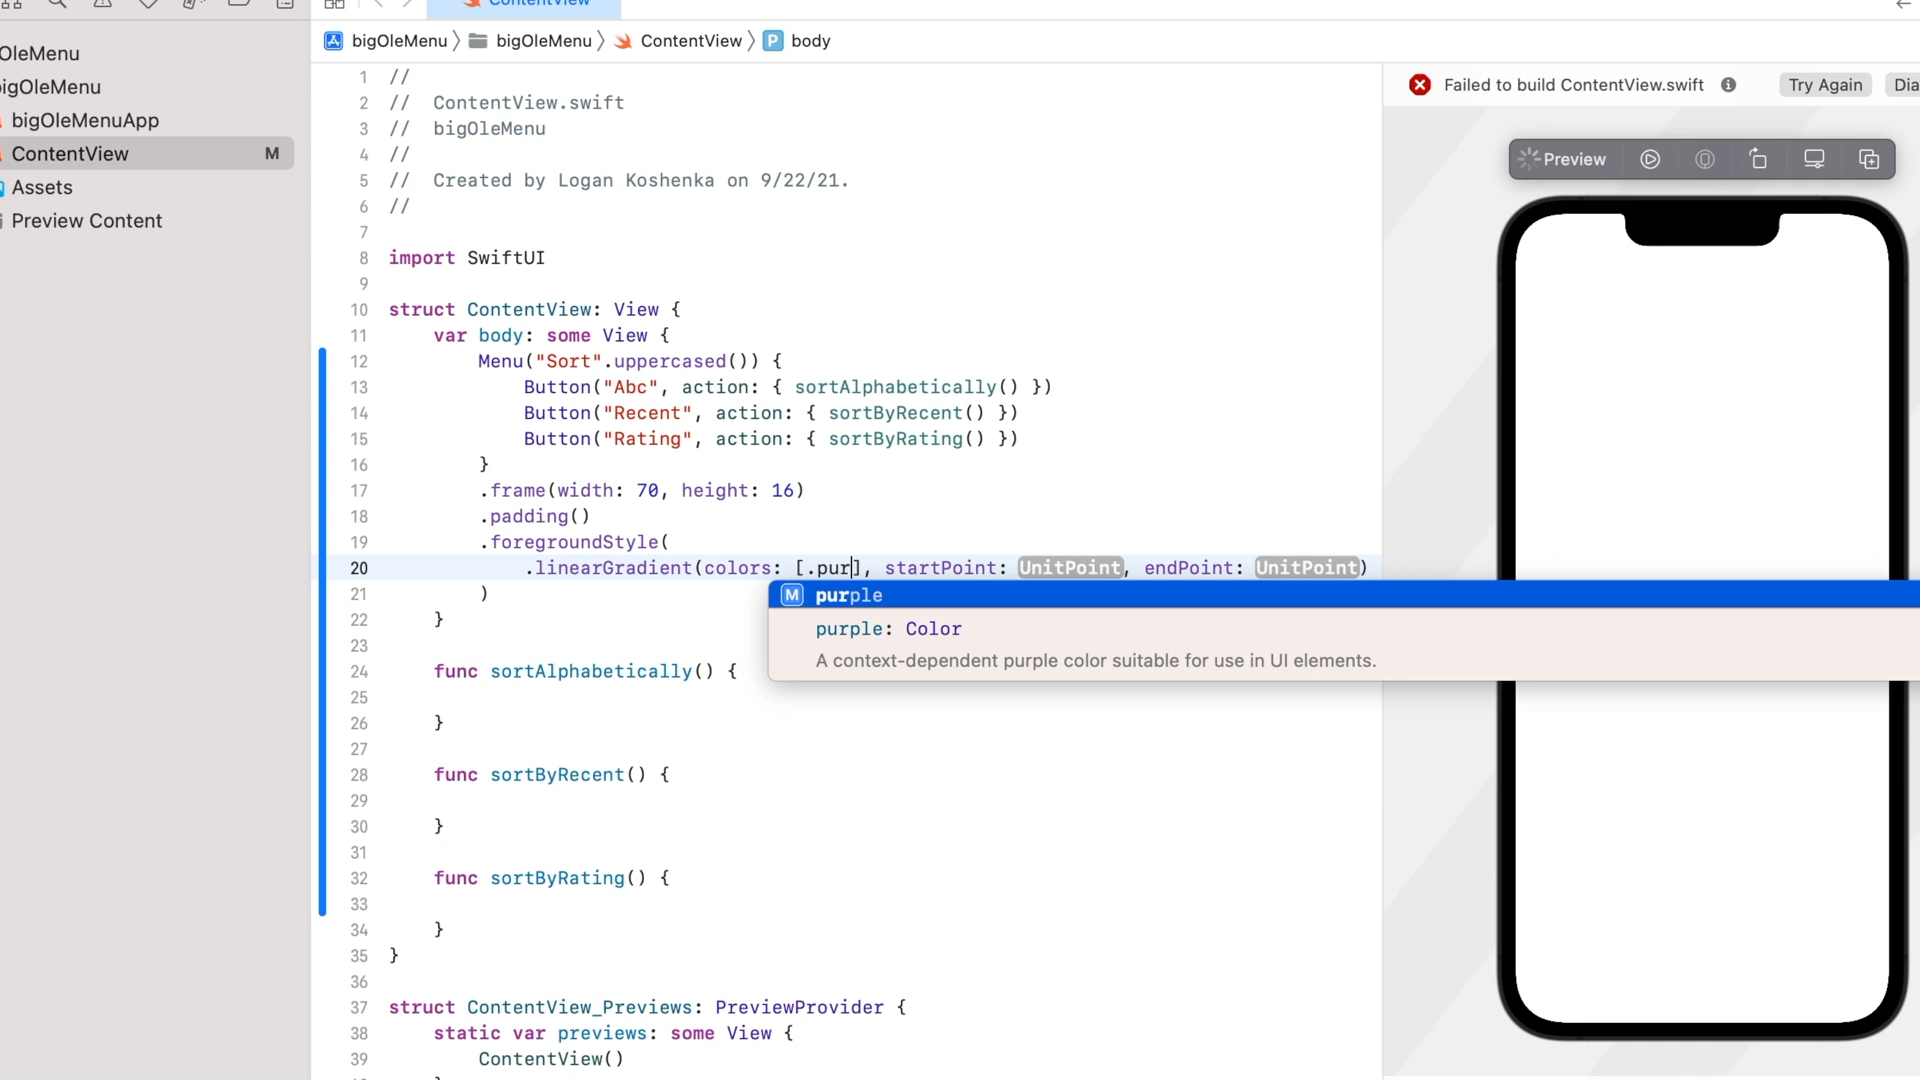 ContentView
bigOleMenu 〉 bigOleMenu 〉 ContentView 〉 P body
OleMenu
bigOleMenu
bigOleMenuApp
ContentView M
Assets
Preview Content
1 //
2 //  ContentView.swift
3 //  bigOleMenu
4 //
5 //  Created by Logan Koshenka on 9/22/21.
6 //
7
8 import SwiftUI
9
10 struct ContentView: View {
11     var body: some View {
12         Menu("Sort".uppercased()) {
13             Button("Abc", action: { sortAlphabetically() })
14             Button("Recent", action: { sortByRecent() })
15             Button("Rating", action: { sortByRating() })
16         }
17         .frame(width: 70, height: 16)
18         .padding()
19         .foregroundStyle(
20             .linearGradient(colors: [.pur], startPoint: UnitPoint, endPoint: UnitPoint)
M purple
purple: Color
A context-dependent purple color suitable for use in UI elements.
21         )
22     }
23
24     func sortAlphabetically() {
25
26     }
27
28     func sortByRecent() {
29
30     }
31
32     func sortByRating() {
33
34     }
35 }
36
37 struct ContentView_Previews: PreviewProvider {
38     static var previews: some View {
39         ContentView()
Failed to build ContentView.swift Try Again Dia
Preview